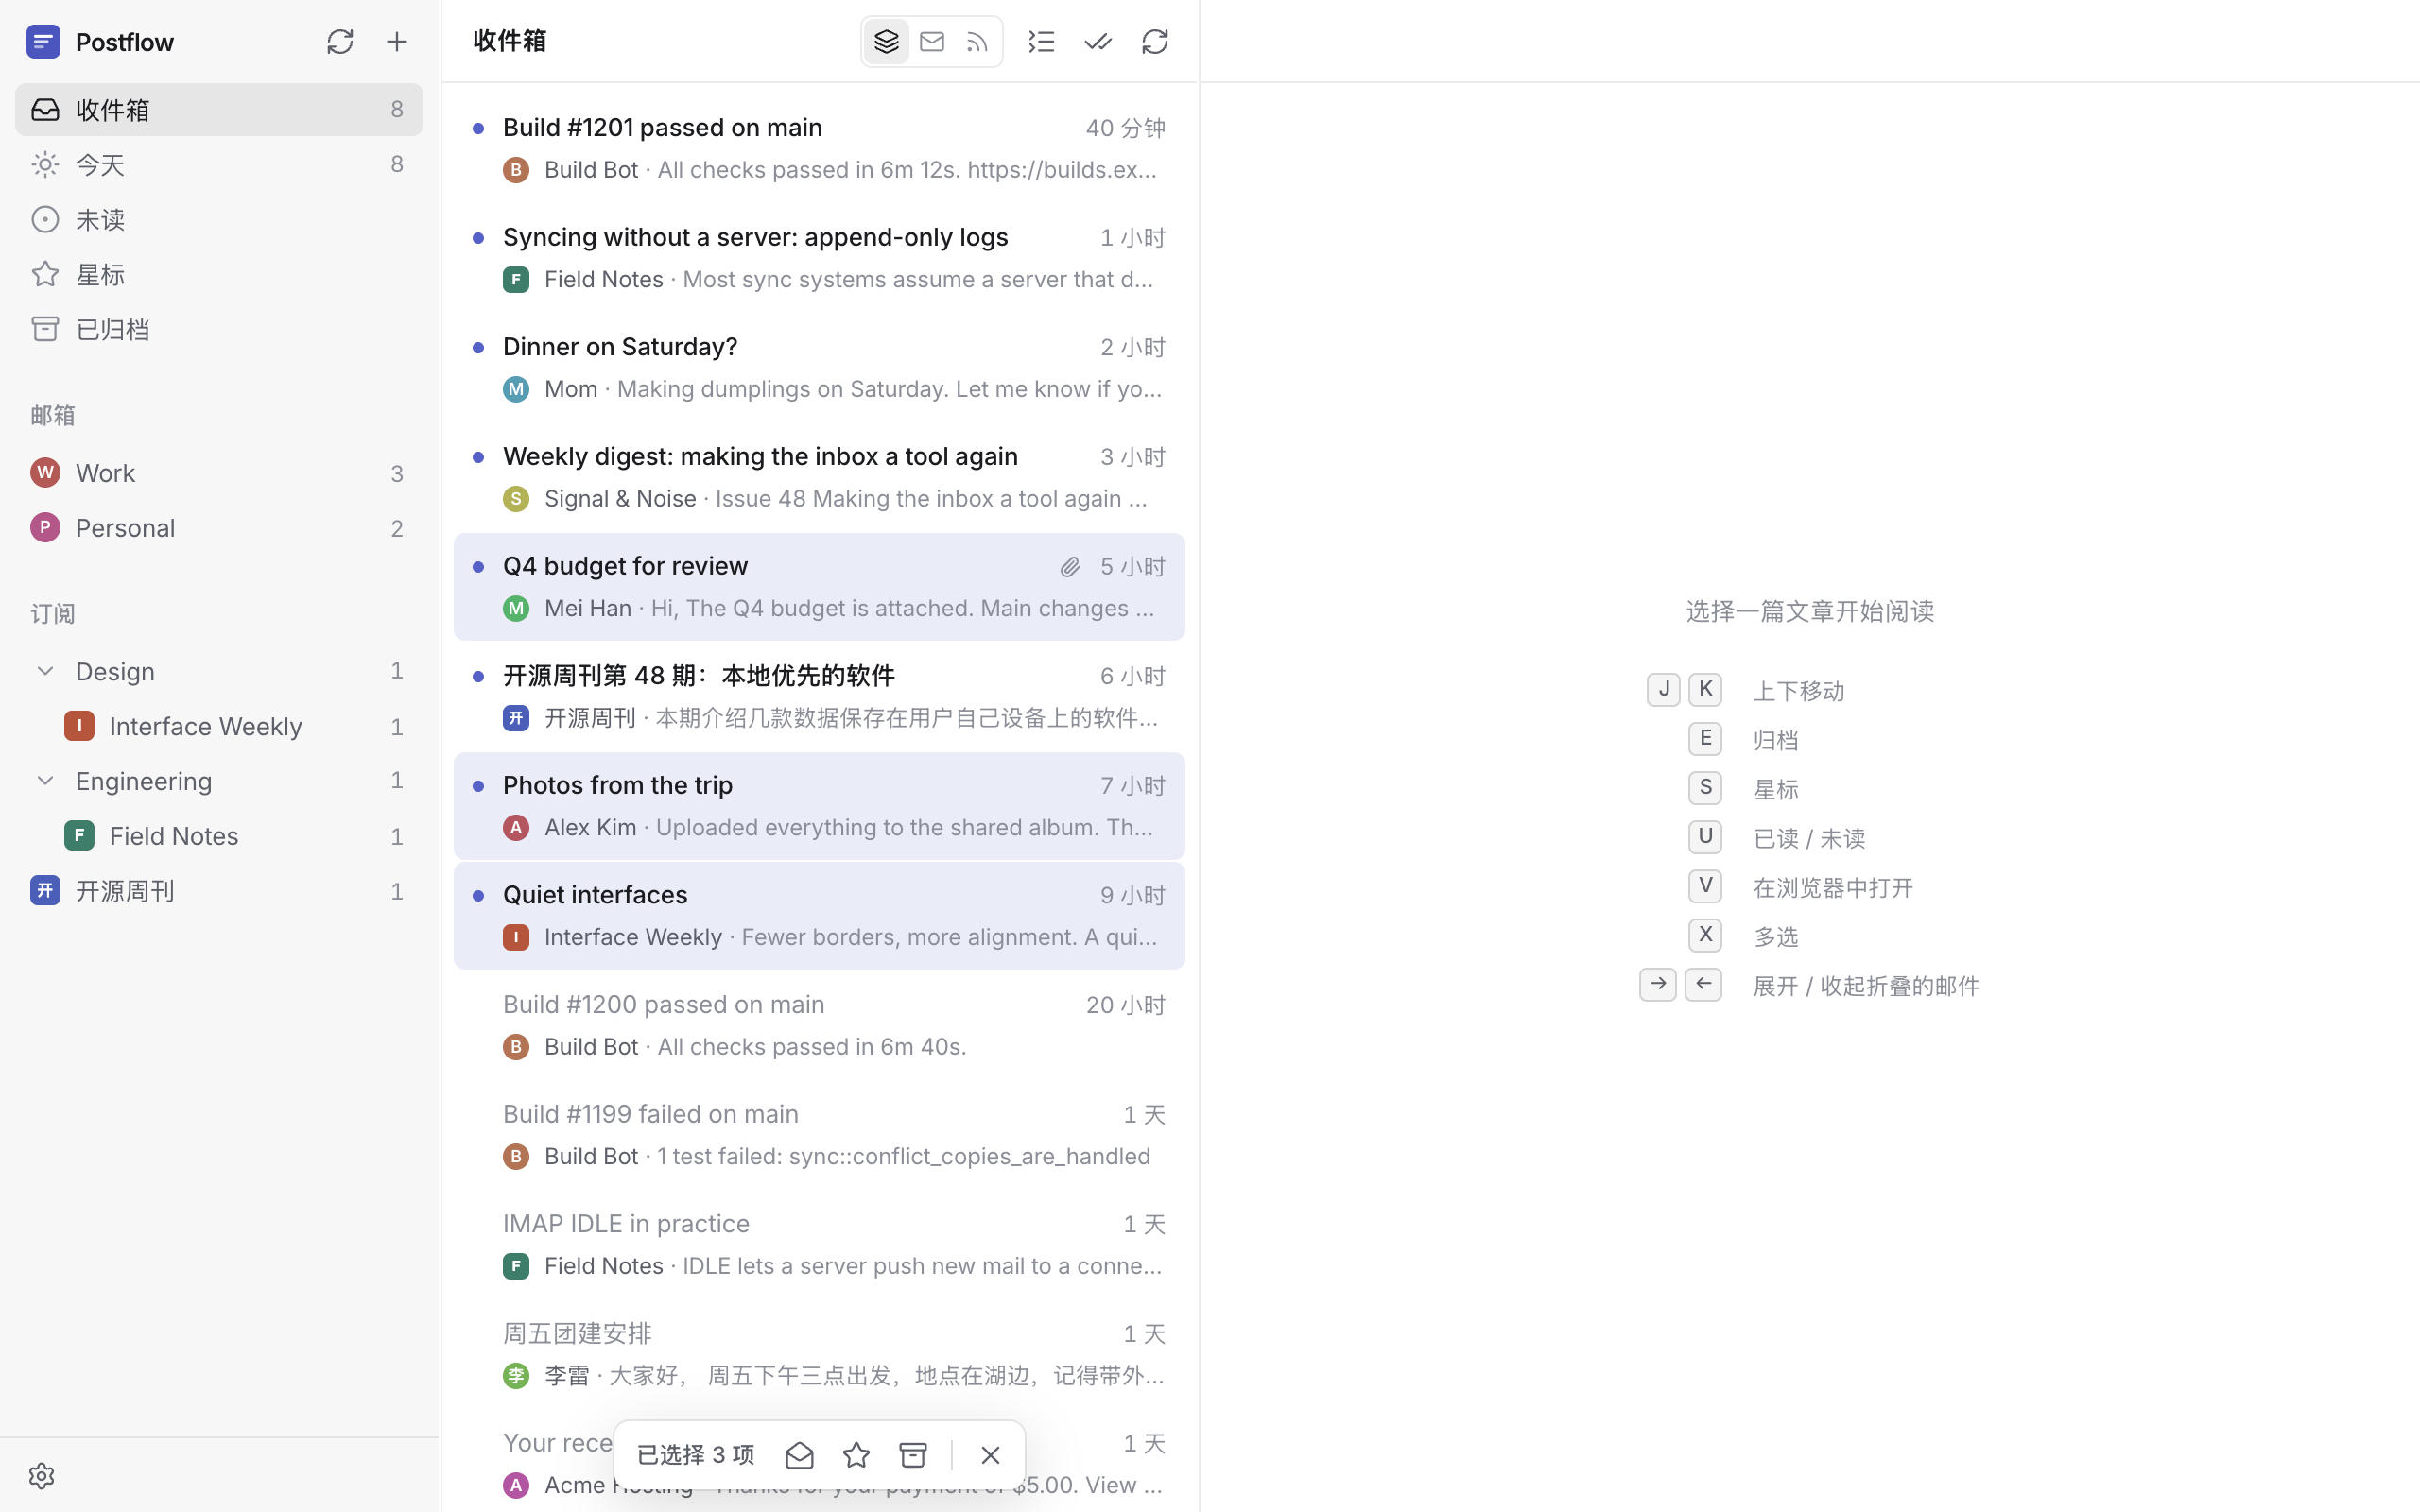 Postflow
收件箱 8
今天 8
未读
星标
已归档
邮箱
W Work 3
P Personal 2
订阅
Design 1
I Interface Weekly 1
Engineering 1
F Field Notes 1
开 开源周刊 1
收件箱
Build #1201 passed on main 40 分钟
B Build Bot · All checks passed in 6m 12s. https://builds.ex...
Syncing without a server: append-only logs 1 小时
F Field Notes · Most sync systems assume a server that d...
Dinner on Saturday? 2 小时
M Mom · Making dumplings on Saturday. Let me know if yo...
Weekly digest: making the inbox a tool again 3 小时
S Signal & Noise · Issue 48 Making the inbox a tool again ...
Q4 budget for review 5 小时
M Mei Han · Hi, The Q4 budget is attached. Main changes ...
开源周刊第 48 期：本地优先的软件 6 小时
开 开源周刊 · 本期介绍几款数据保存在用户自己设备上的软件...
Photos from the trip 7 小时
A Alex Kim · Uploaded everything to the shared album. Th...
Quiet interfaces 9 小时
I Interface Weekly · Fewer borders, more alignment. A qui...
Build #1200 passed on main 20 小时
B Build Bot · All checks passed in 6m 40s.
Build #1199 failed on main 1 天
B Build Bot · 1 test failed: sync::conflict_copies_are_handled
IMAP IDLE in practice 1 天
F Field Notes · IDLE lets a server push new mail to a conne...
周五团建安排 1 天
李 李雷 · 大家好， 周五下午三点出发，地点在湖边，记得带外...
Your rece 1 天
已选择 3 项
A Acme Hosting · Thanks for your payment of $5.00. View ...
选择一篇文章开始阅读
J K 上下移动
E 归档
S 星标
U 已读 / 未读
V 在浏览器中打开
X 多选
→ ← 展开 / 收起折叠的邮件